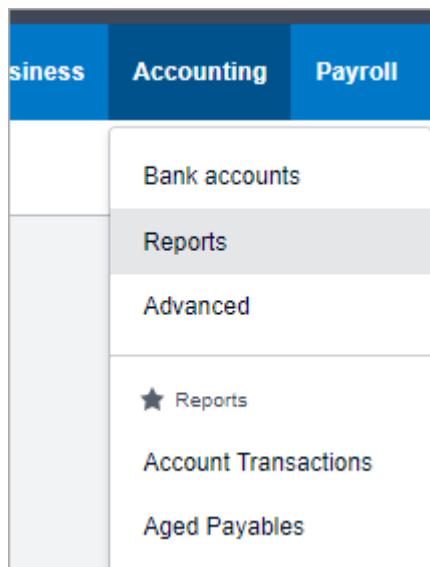 siness Accounting Payroll
Bank accounts
Reports
Advanced
Reports
Account Transactions
Aged Payables